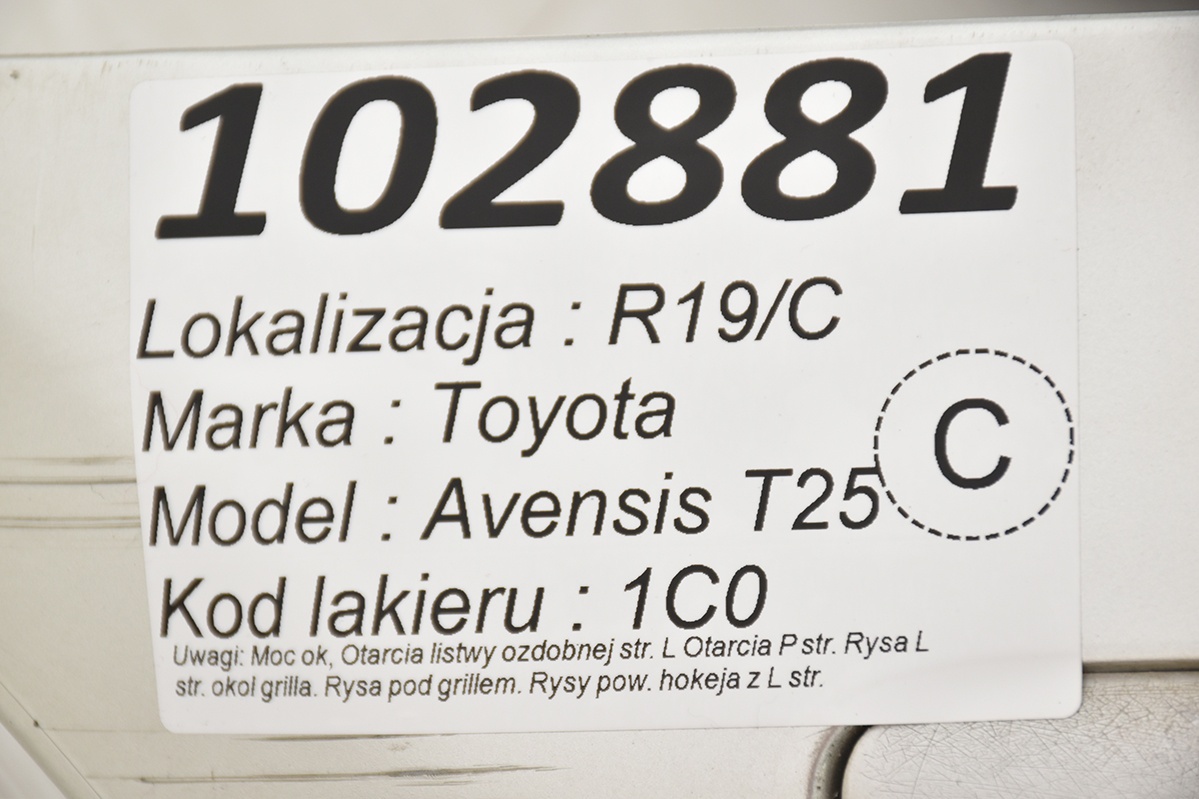 102881
Lokalizacja : R19/C
Marka : Toyota
C
Model : Avensis T25
Kod lakieru : 1C0
Uwagi: Moc ok, Otarcia listwy ozdobnej str. L Otarcia P str. Rysa L
str. okol grilla. Rysa pod grillem. Rysy pow. hokeja z L str.